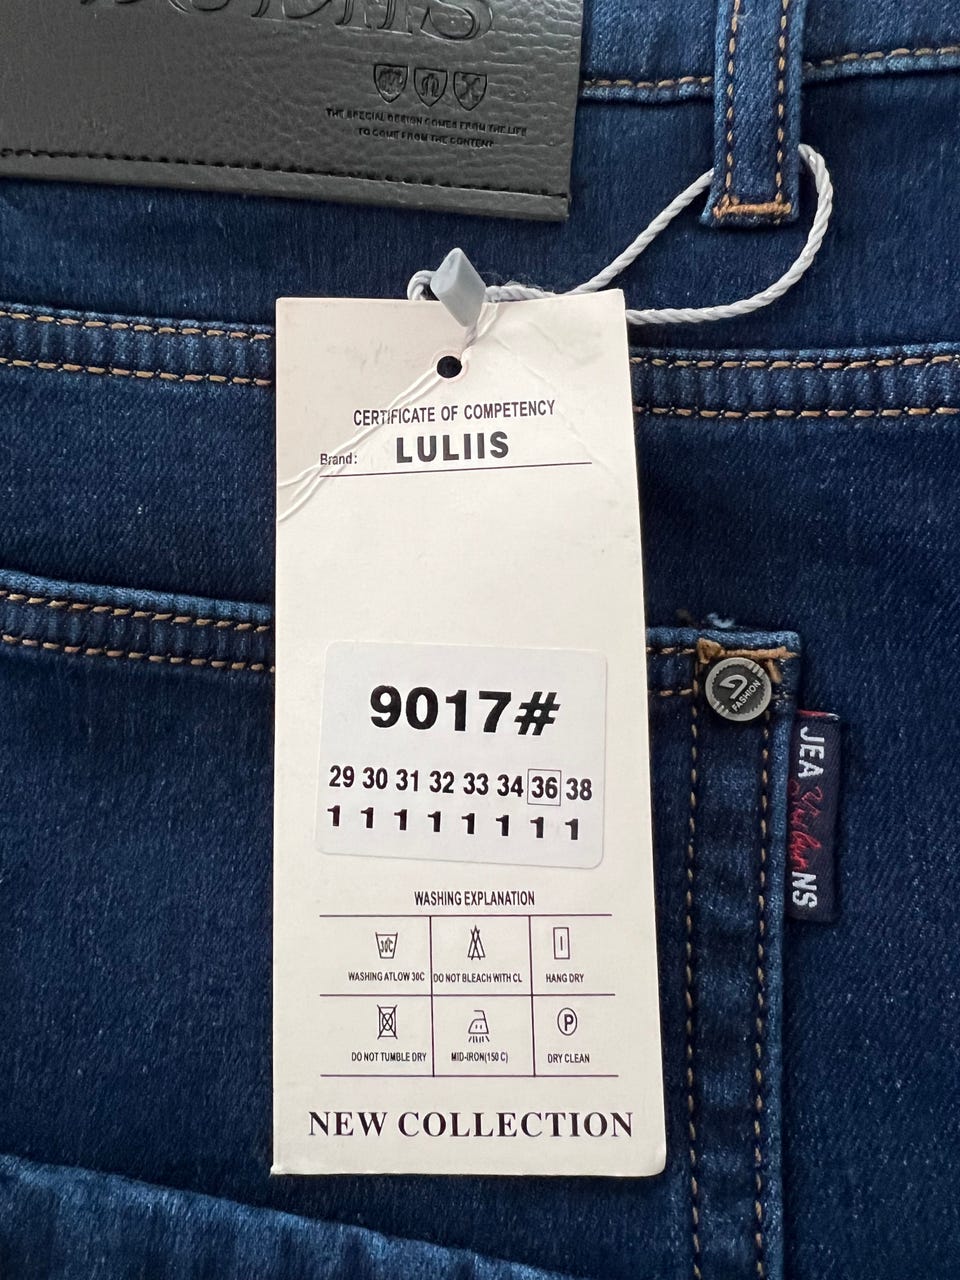 THE SPECIAL DESIGN COMES FROM THE LIFE
TO COME FROM THE CONTENT
CERTIFICATE OF COMPETENCY
Brand: LULIIS
9017#
29 30 31 32 33 34 36 38
1 1 1 1 1 1 1 1
FASHION
JEA
NS
WASHING EXPLANATION
30C
WASHING ATLOW 30C DO NOT BLEACH WITH CL HANG DRY
P
DO NOT TUMBLE DRY MID-IRON(150 C) DRY CLEAN
NEW COLLECTION